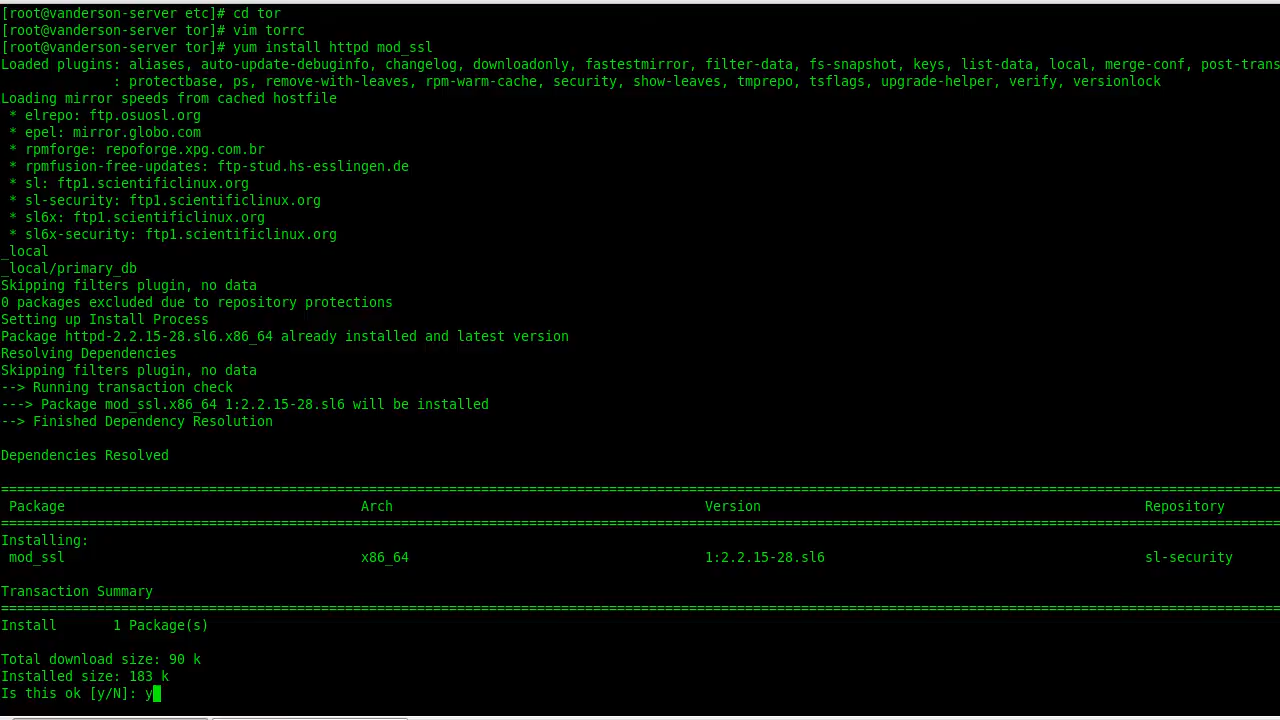 [root@vanderson-server etc]# cd tor
[root@vanderson-server tor]# vim torrc
[root@vanderson-server tor]# yum install httpd mod_ssl
Loaded plugins: aliases, auto-update-debuginfo, changelog, downloadonly, fastestmirror, filter-data, fs-snapshot, keys, list-data, local, merge-conf, post-trans
              : protectbase, ps, remove-with-leaves, rpm-warm-cache, security, show-leaves, tmprepo, tsflags, upgrade-helper, verify, versionlock
Loading mirror speeds from cached hostfile
 * elrepo: ftp.osuosl.org
 * epel: mirror.globo.com
 * rpmforge: repoforge.xpg.com.br
 * rpmfusion-free-updates: ftp-stud.hs-esslingen.de
 * sl: ftp1.scientificlinux.org
 * sl-security: ftp1.scientificlinux.org
 * sl6x: ftp1.scientificlinux.org
 * sl6x-security: ftp1.scientificlinux.org
_local
_local/primary_db
Skipping filters plugin, no data
0 packages excluded due to repository protections
Setting up Install Process
Package httpd-2.2.15-28.sl6.x86_64 already installed and latest version
Resolving Dependencies
Skipping filters plugin, no data
--> Running transaction check
---> Package mod_ssl.x86_64 1:2.2.15-28.sl6 will be installed
--> Finished Dependency Resolution
Dependencies Resolved
================================================================================
 Package                    Arch                    Version                    Repository
================================================================================
Installing:
 mod_ssl                    x86_64                    1:2.2.15-28.sl6                    sl-security
Transaction Summary
================================================================================
Install       1 Package(s)
Total download size: 90 k
Installed size: 183 k
Is this ok [y/N]: y